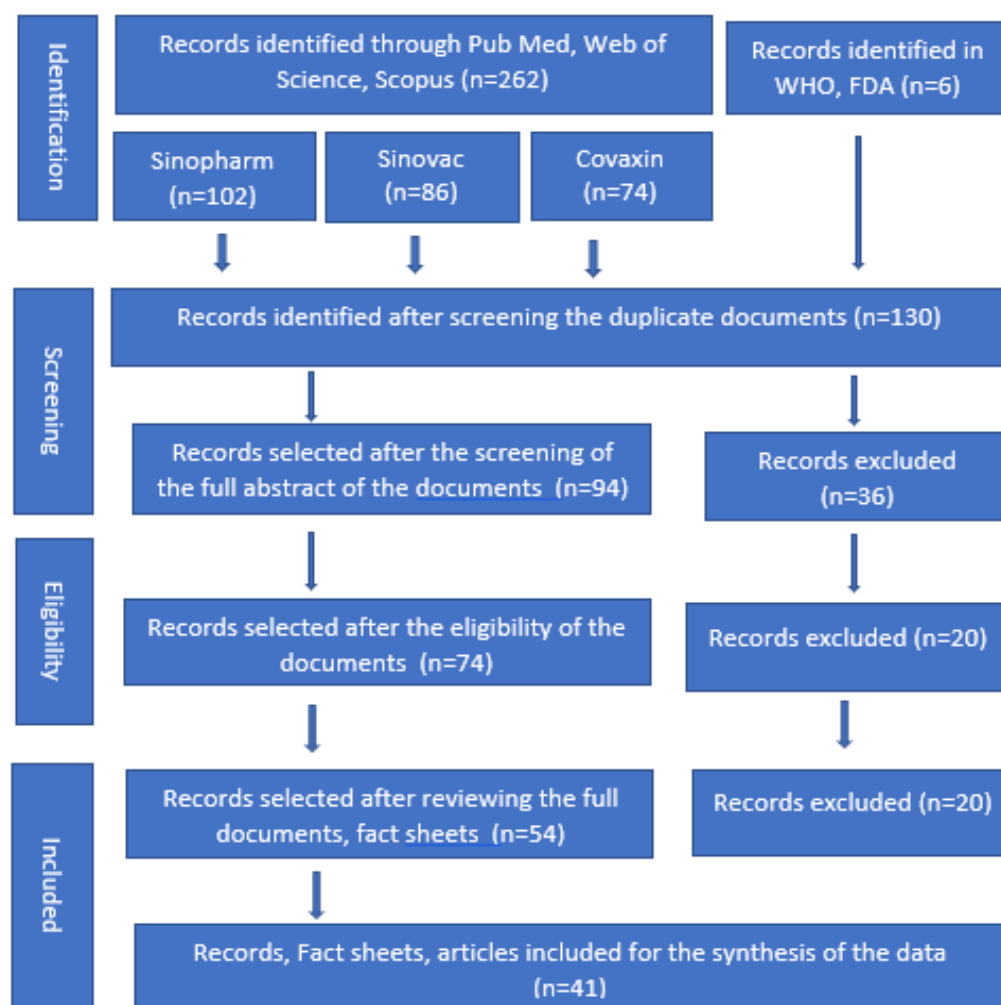 Identification
Records identified through Pub Med, Web of
Science, Scopus (n=262)
Records identified in
WHO, FDA (n=6)
Sinopharm
(n=102)
Sinovac
(n=86)
Covaxin
(n=74)
Screening
Records identified after screening the duplicate documents (n=130)
Records selected after the screening of
the full abstract of the documents (n=94)
Records excluded
(n=36)
Eligibility
Records selected after the eligibility of the
documents (n=74)
Records excluded (n=20)
Included
Records selected after reviewing the full
documents, fact sheets (n=54)
Records excluded (n=20)
Records, Fact sheets, articles included for the synthesis of the data
(n=41)